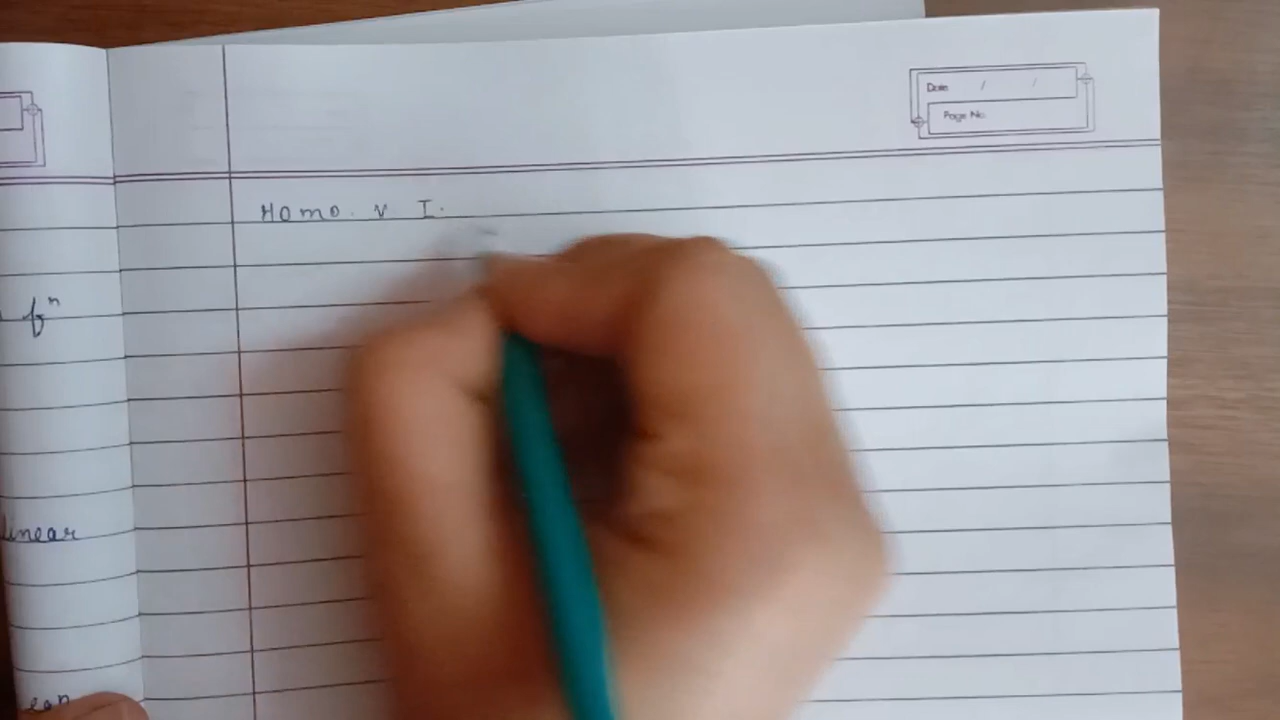 Date / /
Page No.
Homo. v I.
fⁿ
linear